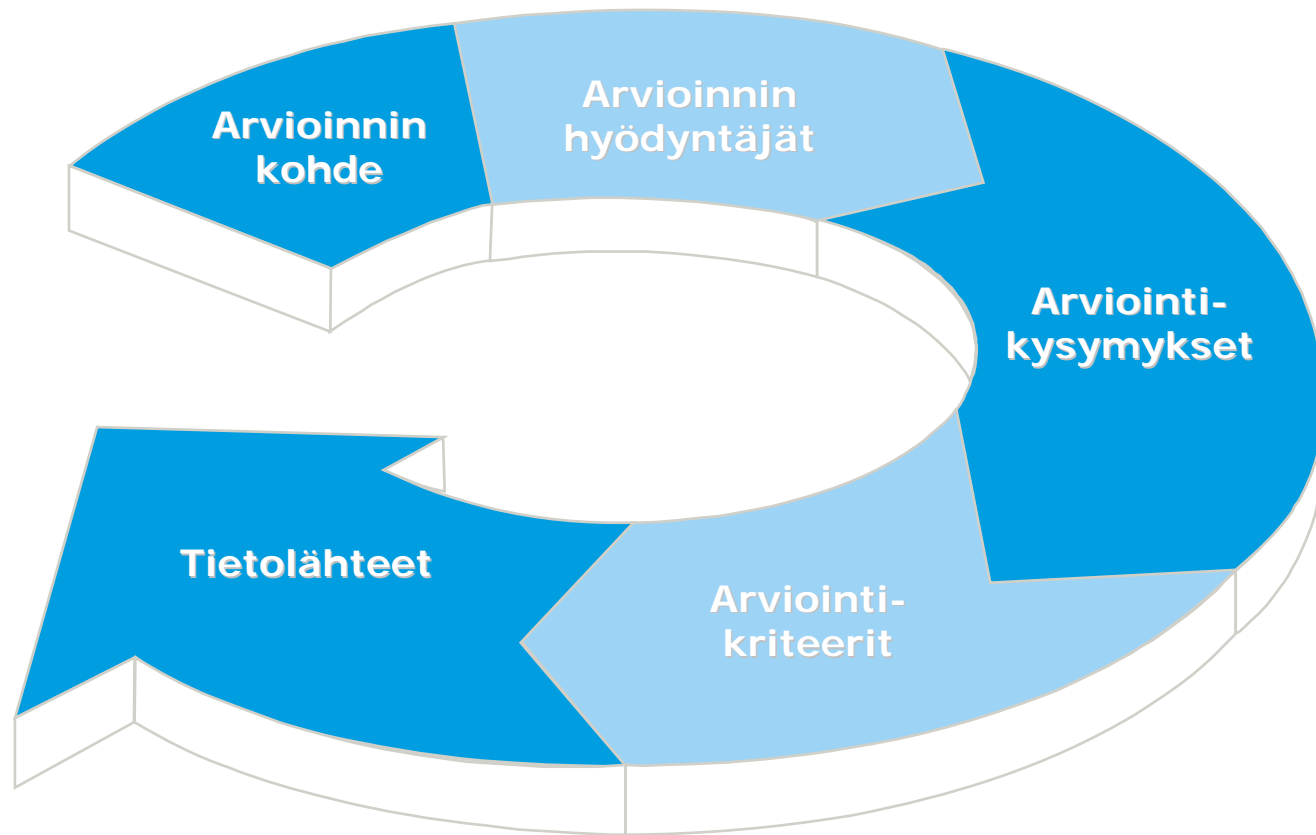 Arvioinnin
kohde
Arvioinnin
hyödyntäjät
Arviointi-
kysymykset
Arviointi-
kriteerit
Tietolähteet